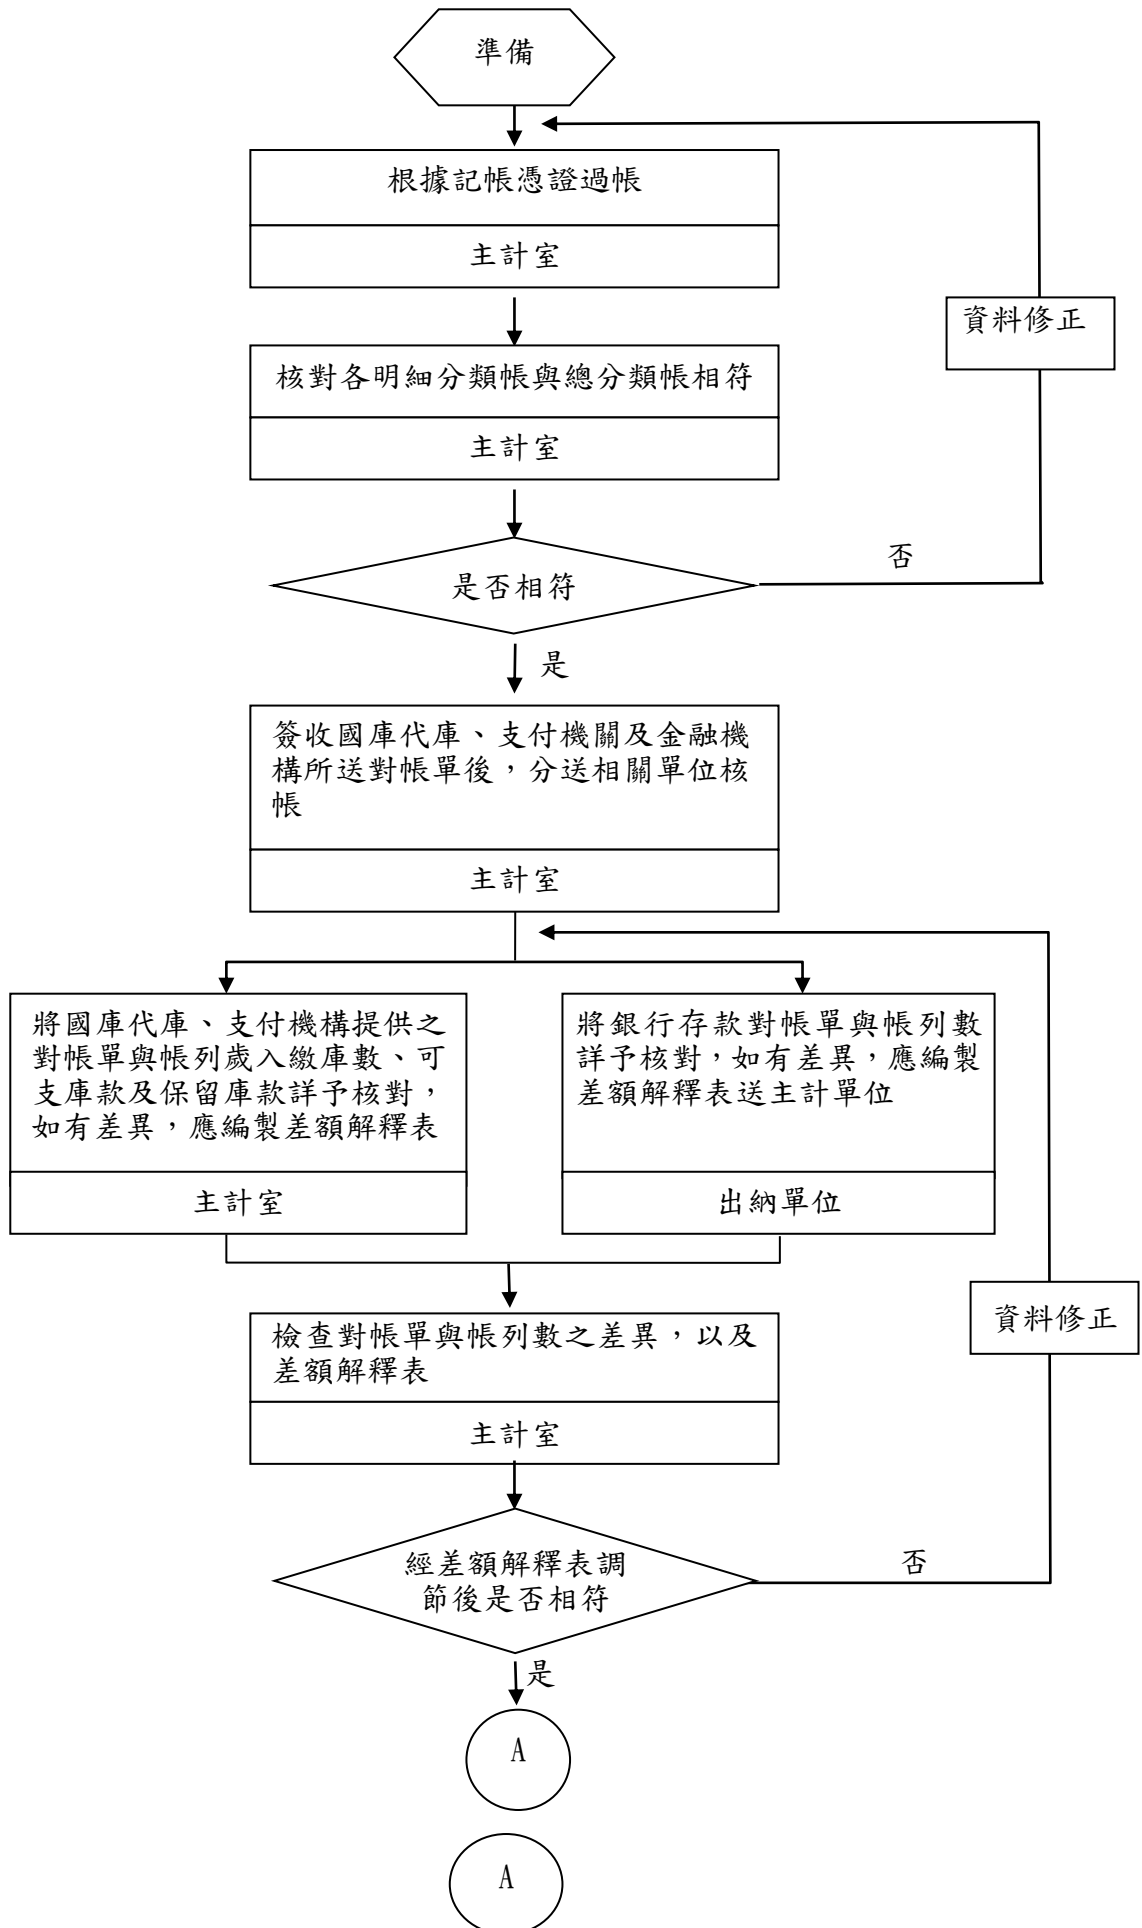 準備
根據記帳憑證過帳
主計室
資料修正
核對各明細分類帳與總分類帳相符
主計室
否
是否相符
是
簽收國庫代庫、支付機關及金融機
構所送對帳單後，分送相關單位核
帳
主計室
將國庫代庫、支付機構提供之
對帳單與帳列歲入繳庫數、可
支庫款及保留庫款詳予核對，
如有差異，應編製差額解釋表
主計室
將銀行存款對帳單與帳列數
詳予核對，如有差異，應編製
差額解釋表送主計單位
出納單位
資料修正
檢查對帳單與帳列數之差異，以及
差額解釋表
主計室
經差額解釋表調
節後是否相符
否
是
A
A